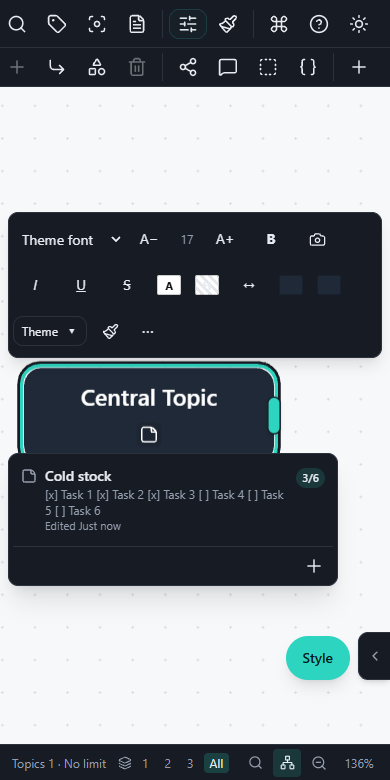 Theme font
A− 17 A+ B
I U S A ↔
Theme ▼ ···
Central Topic
Cold stock 3/6
[x] Task 1 [x] Task 2 [x] Task 3 [ ] Task 4 [ ] Task
5 [ ] Task 6
Edited Just now
Style
Topics 1 · No limit 1 2 3 All 136%